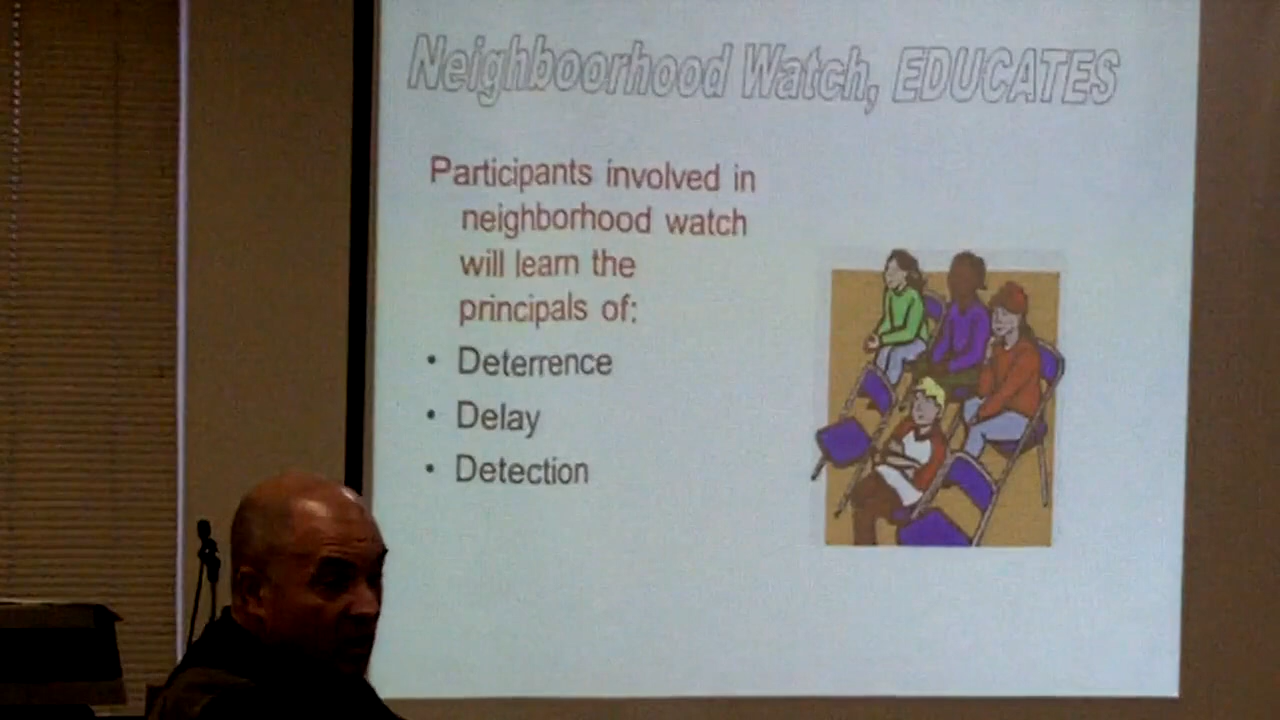 Neighboorhood Watch, EDUCATES
Participants involved in
neighborhood watch
will learn the
principals of:
• Deterrence
• Delay
• Detection